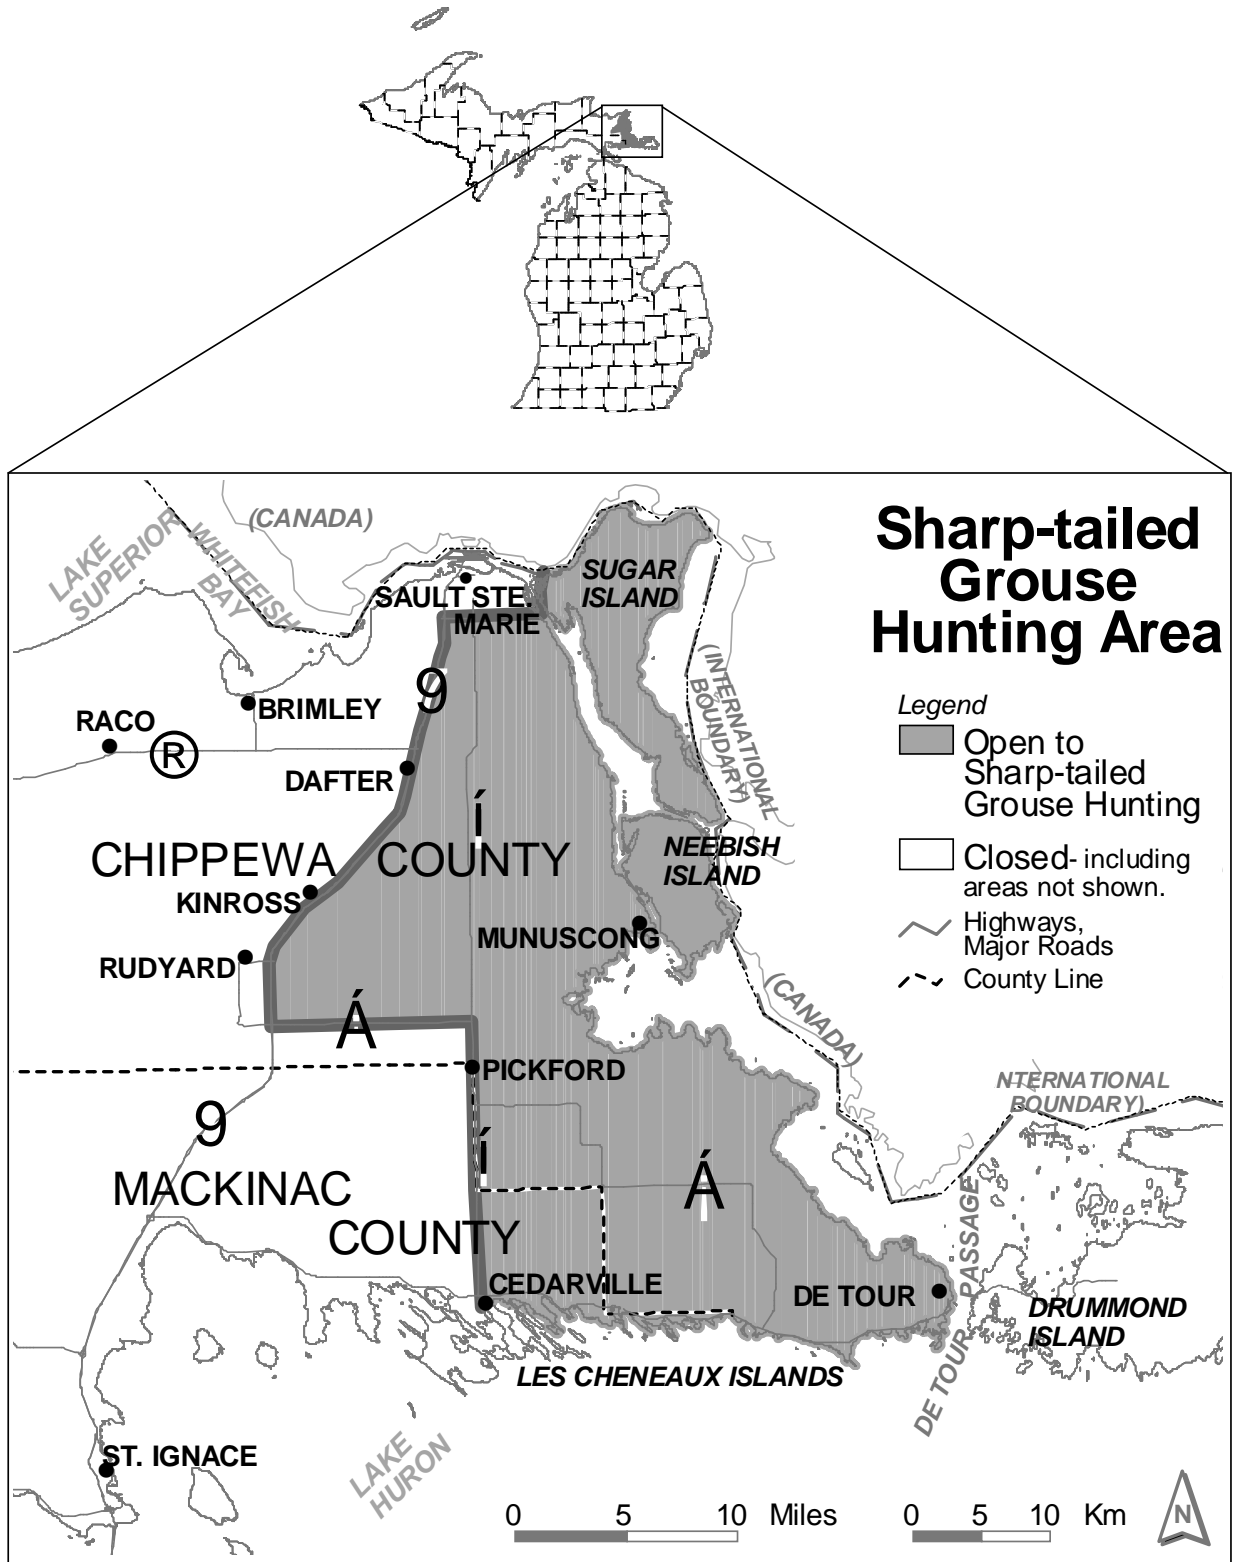 Sharp-tailed
Grouse
Hunting Area
Legend
Open to
Sharp-tailed
Grouse Hunting
Closed- including
areas not shown.
Highways,
Major Roads
County Line
(CANADA)
LAKE
SUPERIOR
WHITEFISH
BAY
SAULT STE.
MARIE
SUGAR
ISLAND
(INTERNATIONAL
BOUNDARY)
9
BRIMLEY
RACO
R
DAFTER
Í
CHIPPEWA COUNTY
NEEBISH
ISLAND
KINROSS
MUNUSCONG
RUDYARD
(CANADA)
Á
PICKFORD
NTERNATIONAL
BOUNDARY)
9
Í
Á
MACKINAC
COUNTY
CEDARVILLE
DE TOUR
DE TOUR PASSAGE
DRUMMOND
ISLAND
LES CHENEAUX ISLANDS
ST. IGNACE
LAKE
HURON
0 5 10 Miles
0 5 10 Km
N